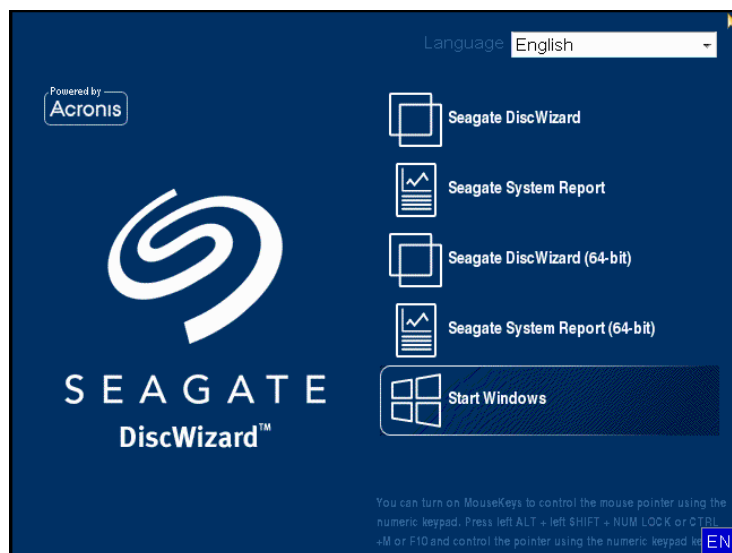 Language English
Powered by
Acronis
Seagate DiscWizard
Seagate System Report
Seagate DiscWizard (64-bit)
Seagate System Report (64-bit)
Start Windows
SEAGATE
DiscWizard™
You can turn on MouseKeys to control the mouse pointer using the
numeric keypad. Press left ALT + left SHIFT + NUM LOCK or CTRL
+M or F10 and control the pointer using the numeric keypad
EN